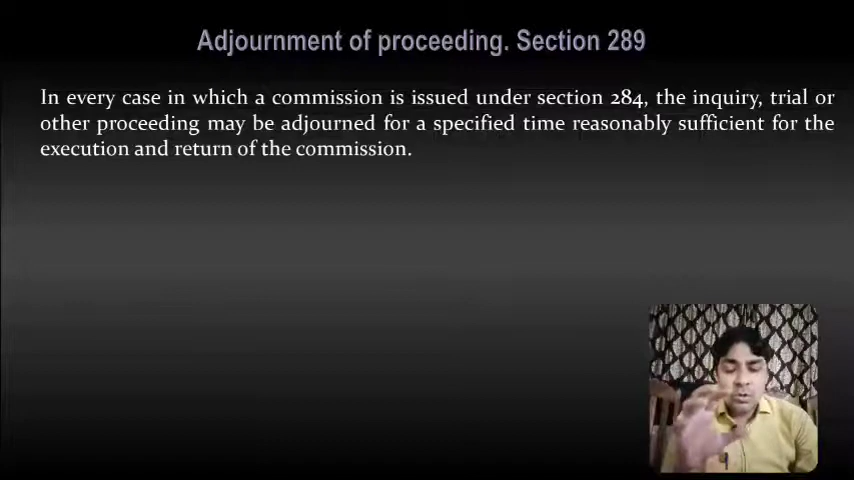 Adjournment of proceeding. Section 289
In every case in which a commission is issued under section 284, the inquiry, trial or
other proceeding may be adjourned for a specified time reasonably sufficient for the
execution and return of the commission.